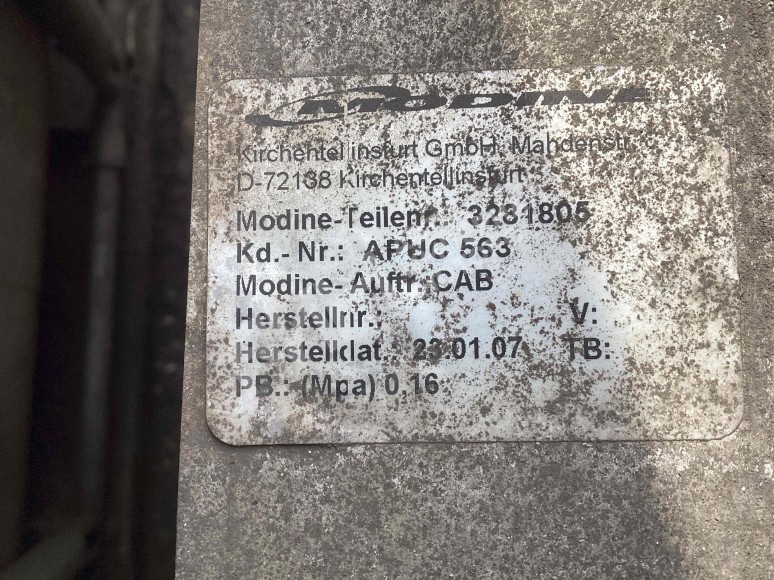 MODINE
Kirchentellinsfurt GmbH, Mahdenstr.
D-72138 Kirchentellinsfurt
Modine-Teilenr.: 3281805
Kd.- Nr.: APUC 563
Modine- Auftr. CAB
Herstellnr.: V:
Herstelldat.: 23.01.07 TB:
PB.: (Mpa) 0,16